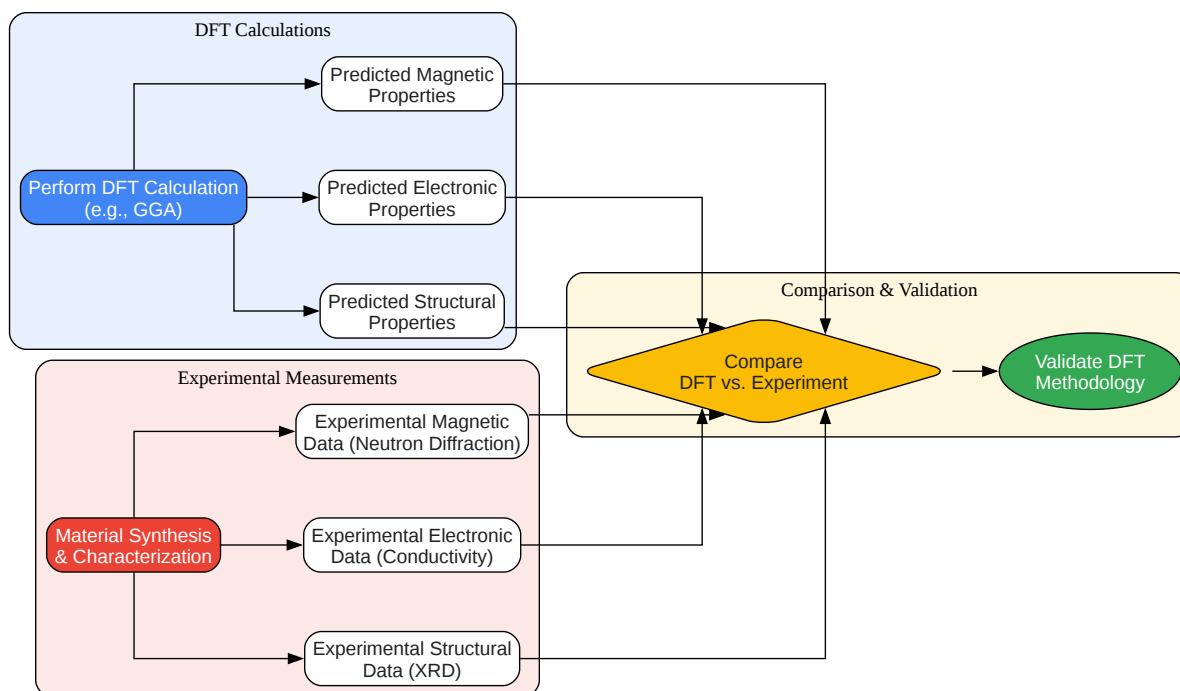 DFT Calculations
Predicted Magnetic
Properties
Perform DFT Calculation
(e.g., GGA)
Predicted Electronic
Properties
Predicted Structural
Properties
Experimental Measurements
Experimental Magnetic
Data (Neutron Diffraction)
Material Synthesis
& Characterization
Experimental Electronic
Data (Conductivity)
Experimental Structural
Data (XRD)
Comparison & Validation
Compare
DFT vs. Experiment
Validate DFT
Methodology